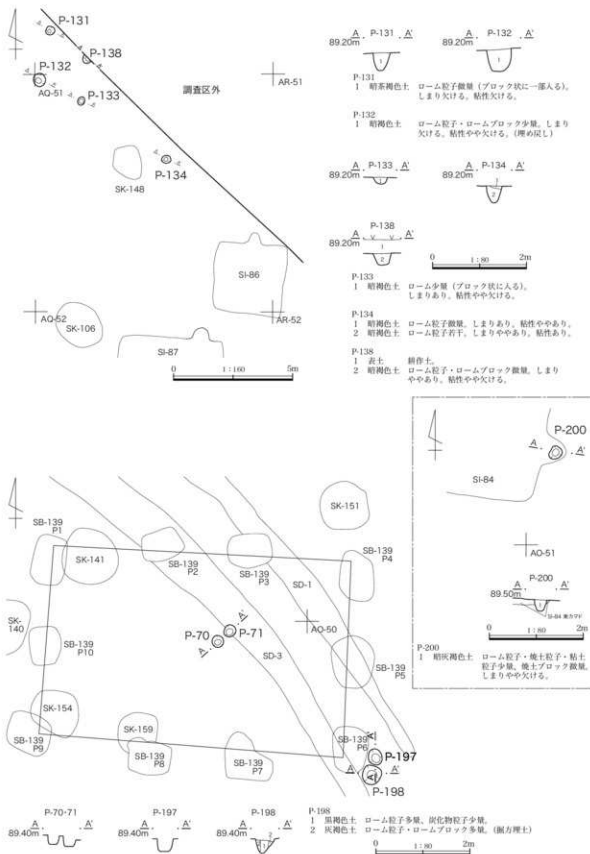 P-131
P-138
P-132
AQ-51
P-133
調査区外
AR-51
SK-148
P-134
SI-86
AQ-52
SK-106
AR-52
SI-87
0 1:160 5m
A P-131 A'
89.20m
1
A P-132 A'
89.20m
1
P-131
1 暗茶褐色土 ローム粒子微量（ブロック状に一部入る）。
しまり欠ける。粘性欠ける。
P-132
1 暗褐色土 ローム粒子・ロームブロック少量。しまり
欠ける。粘性やや欠ける。（埋め戻し）
A P-133 A'
89.20m
1
A P-134 A'
89.20m
1
2
A P-138 A'
89.20m
1
2
0 1:80 2m
P-133
1 暗褐色土 ローム少量（ブロック状に入る）。
しまりあり。粘性やや欠ける。
P-134
1 暗褐色土 ローム粒子微量。しまりあり。粘性ややあり。
2 暗褐色土 ローム粒子若干。しまりややあり。粘性あり。
P-138
1 表土 耕作土。
2 暗褐色土 ローム粒子・ロームブロック微量。しまり
ややあり。粘性やや欠ける。
P-200
A A'
SI-84
AO-51
P-200
A A'
89.50m
1
SI-84 東カマド
0 1:80 2m
P-200
1 暗灰褐色土 ローム粒子・焼土粒子・粘土
粒子少量。焼土ブロック微量。
しまりやや欠ける。
SK-151
SB-139
P1
SK-141
SB-139
P2
SB-139
P3
SD-1
SB-139
P4
SK-140
AO-50
P-70
P-71
A A'
SD-3
SB-139
P10
SB-139
P5
SK-154
SB-139
P9
SK-159
SB-139
P8
SB-139
P7
SB-139
P6
P-197
A A'
P-198
P-70・71
A A'
89.40m
P-197
A A'
89.40m
P-198
A A'
89.40m
1
2
P-198
1 黒褐色土 ローム粒子多量。炭化物粒子少量。
2 灰褐色土 ローム粒子・ロームブロック多量。（掘方埋土）
0 1:80 2m